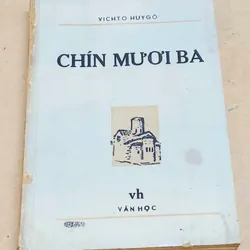 VICHTO HUYGÔ
CHÍN MƯƠI BA
vh
VĂN HỌC